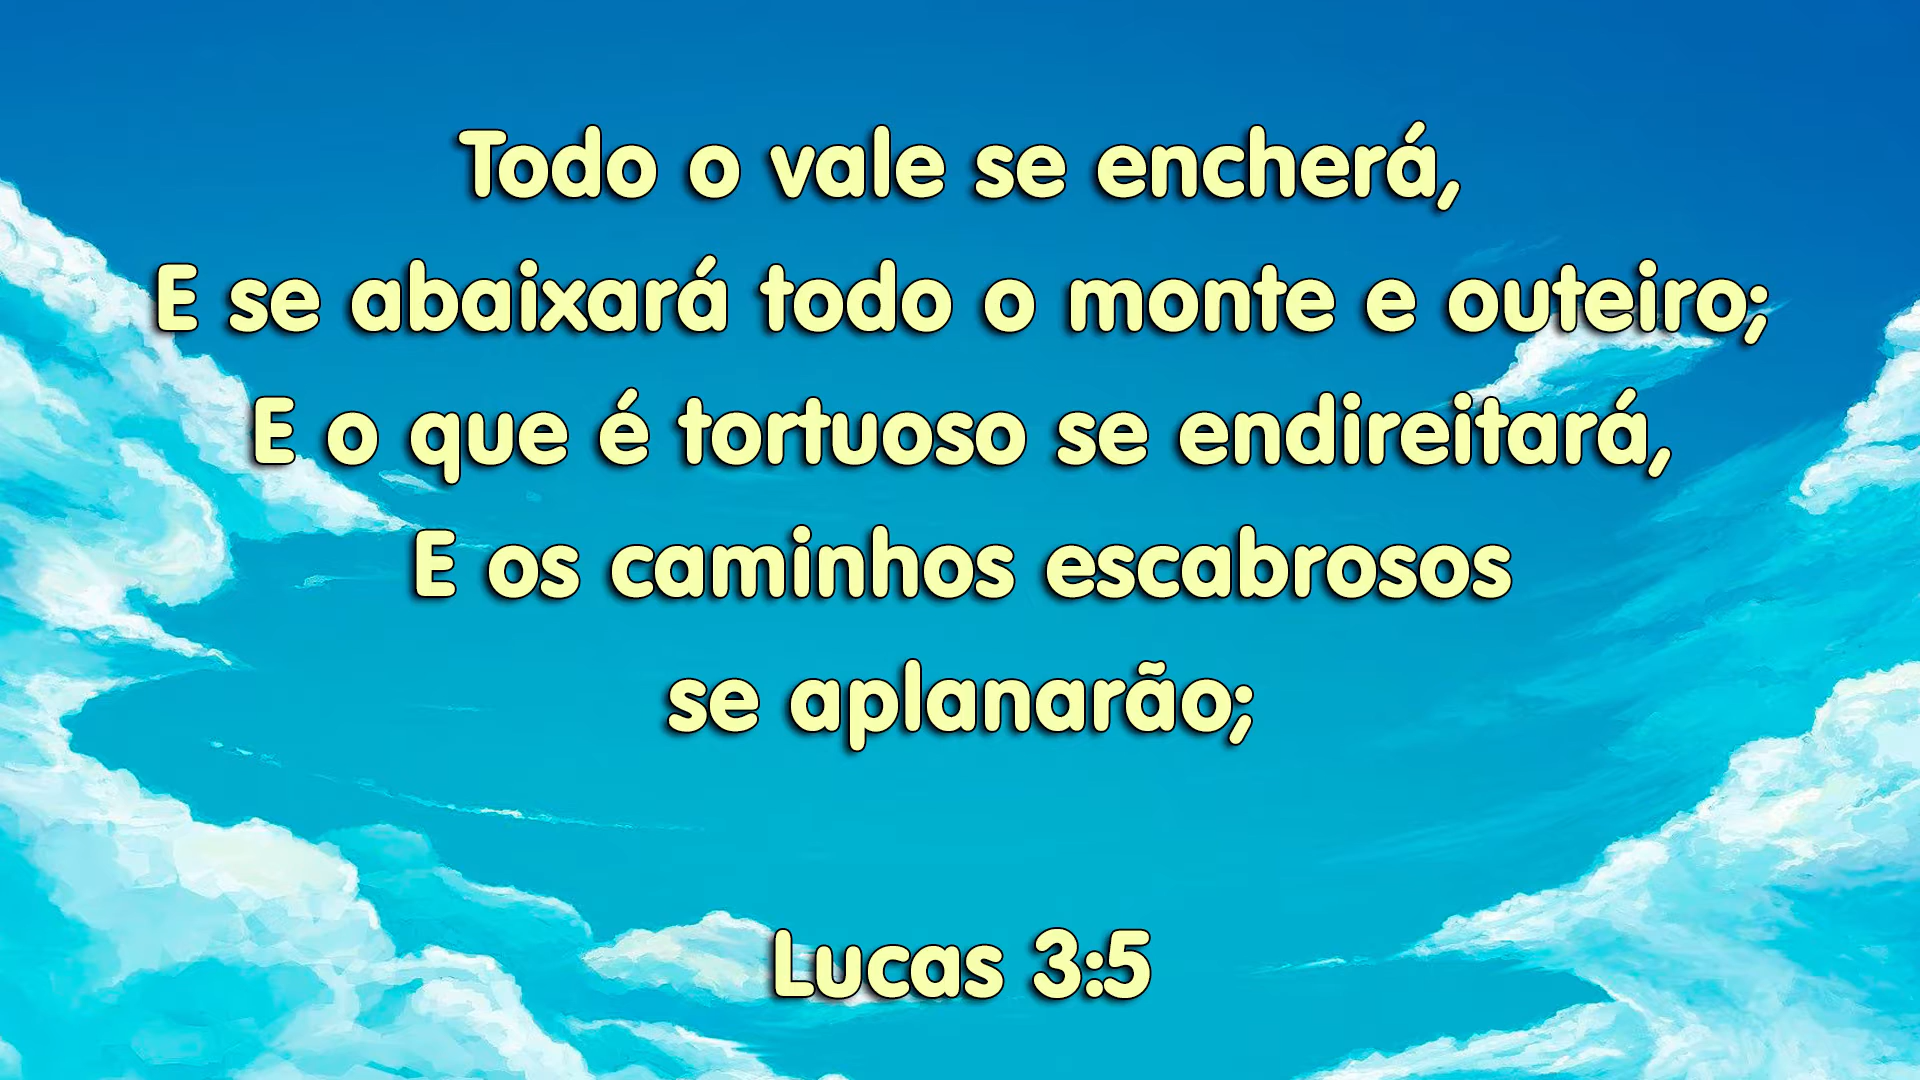 Todo o vale se encherá,
E se abaixará todo o monte e outeiro;
E o que é tortuoso se endireitará,
E os caminhos escabrosos
se aplanarão;
Lucas 3:5